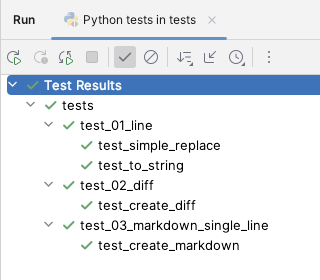 Run
Python tests in tests
Test Results
tests
test_01_line
test_simple_replace
test_to_string
test_02_diff
test_create_diff
test_03_markdown_single_line
test_create_markdown